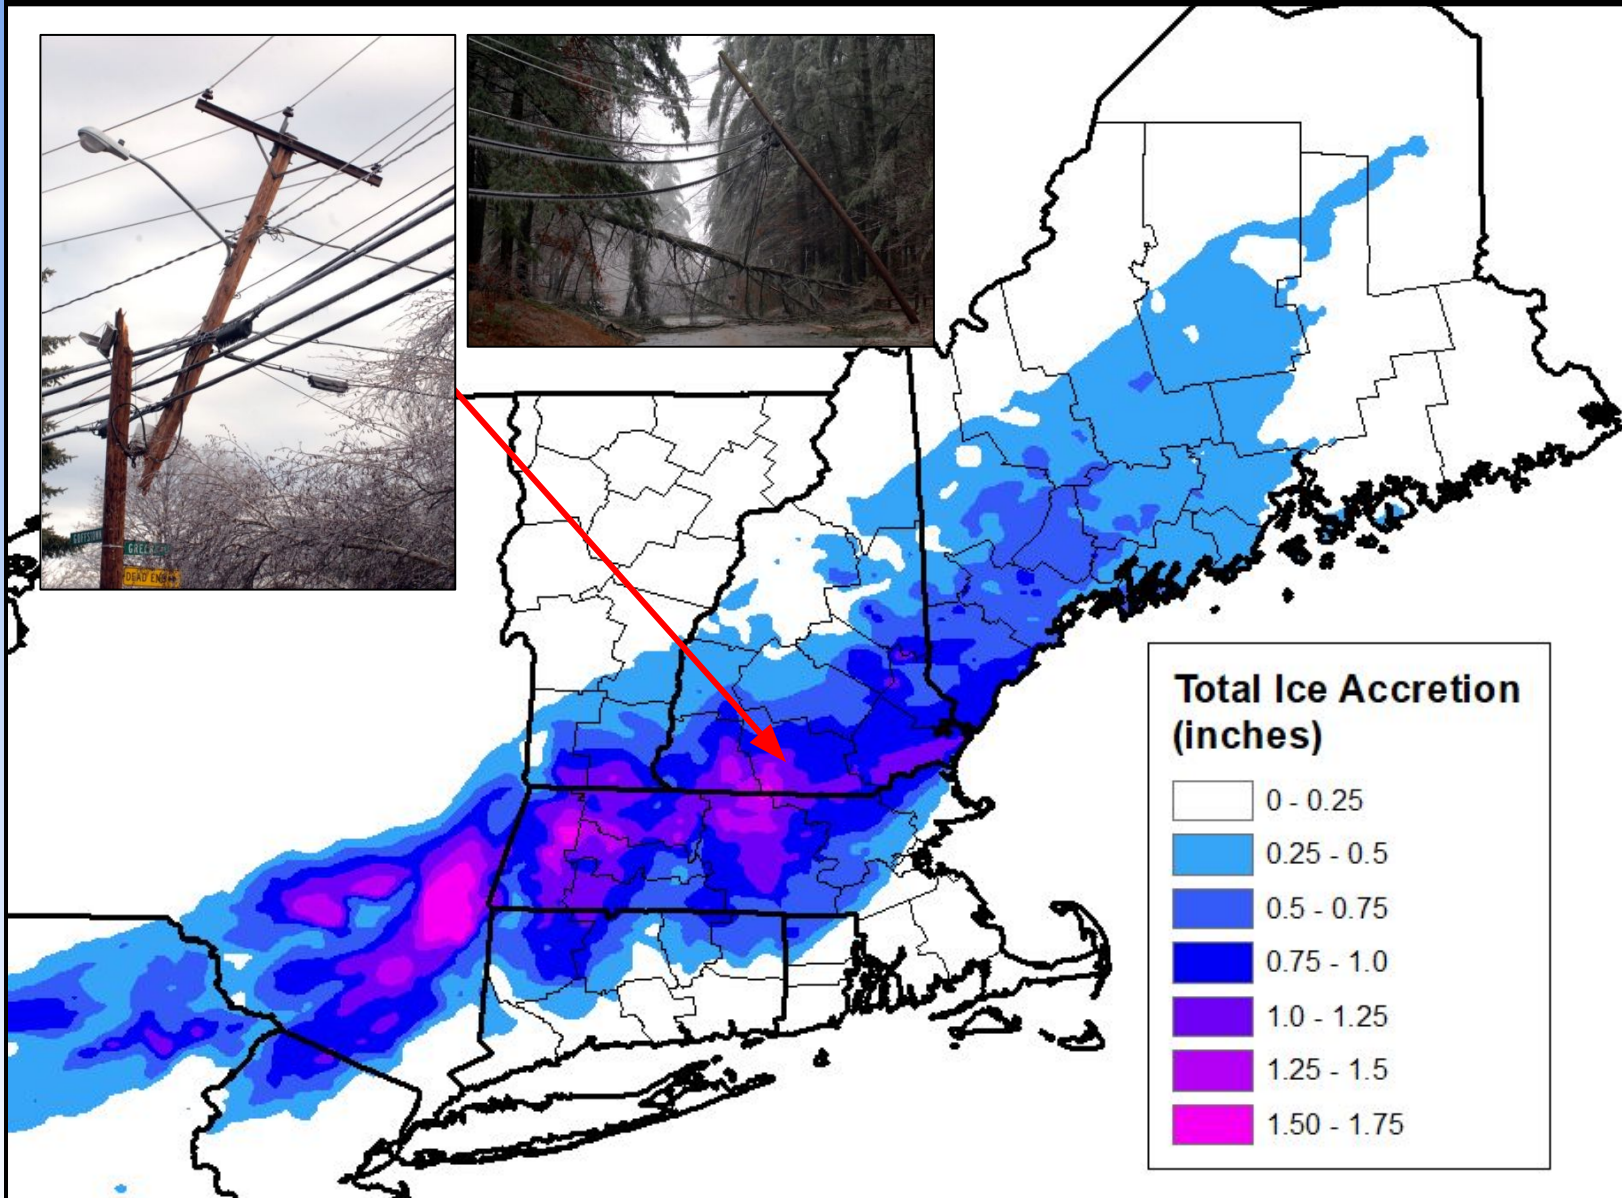 GOFFSTOWN
DEAD END
Total Ice Accretion
(inches)
0 - 0.25
0.25 - 0.5
0.5 - 0.75
0.75 - 1.0
1.0 - 1.25
1.25 - 1.5
1.50 - 1.75